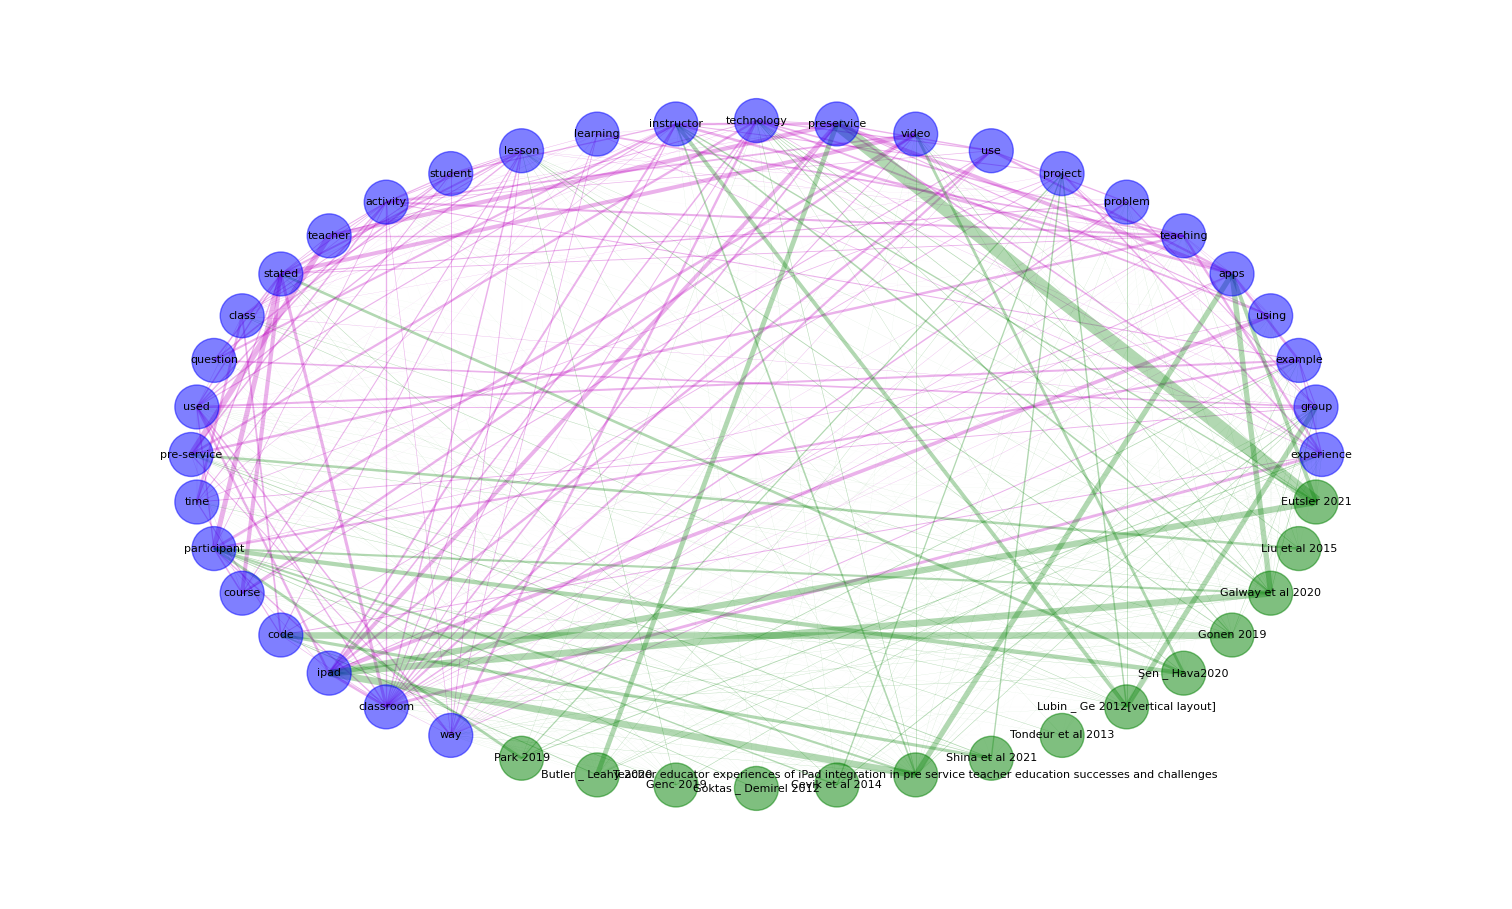 technology
instructor
preservice
learning
video
lesson
use
student
project
activity
problem
teacher
teaching
stated
apps
class
using
question
example
used
group
pre-service
experience
time
Eutsler 2021
participant
Liu et al 2015
course
Galway et al 2020
code
Gonen 2019
ipad
Şen _ Hava2020
classroom
Lubin _ Ge 2012[vertical layout]
way
Tondeur et al 2013
Park 2019
Shina et al 2021
Butler _ Leahy 2020
Teacher educator experiences of iPad integration in pre service teacher education successes and challenges
Genc 2019
Cevik et al 2014
Goktas _ Demirel 2012